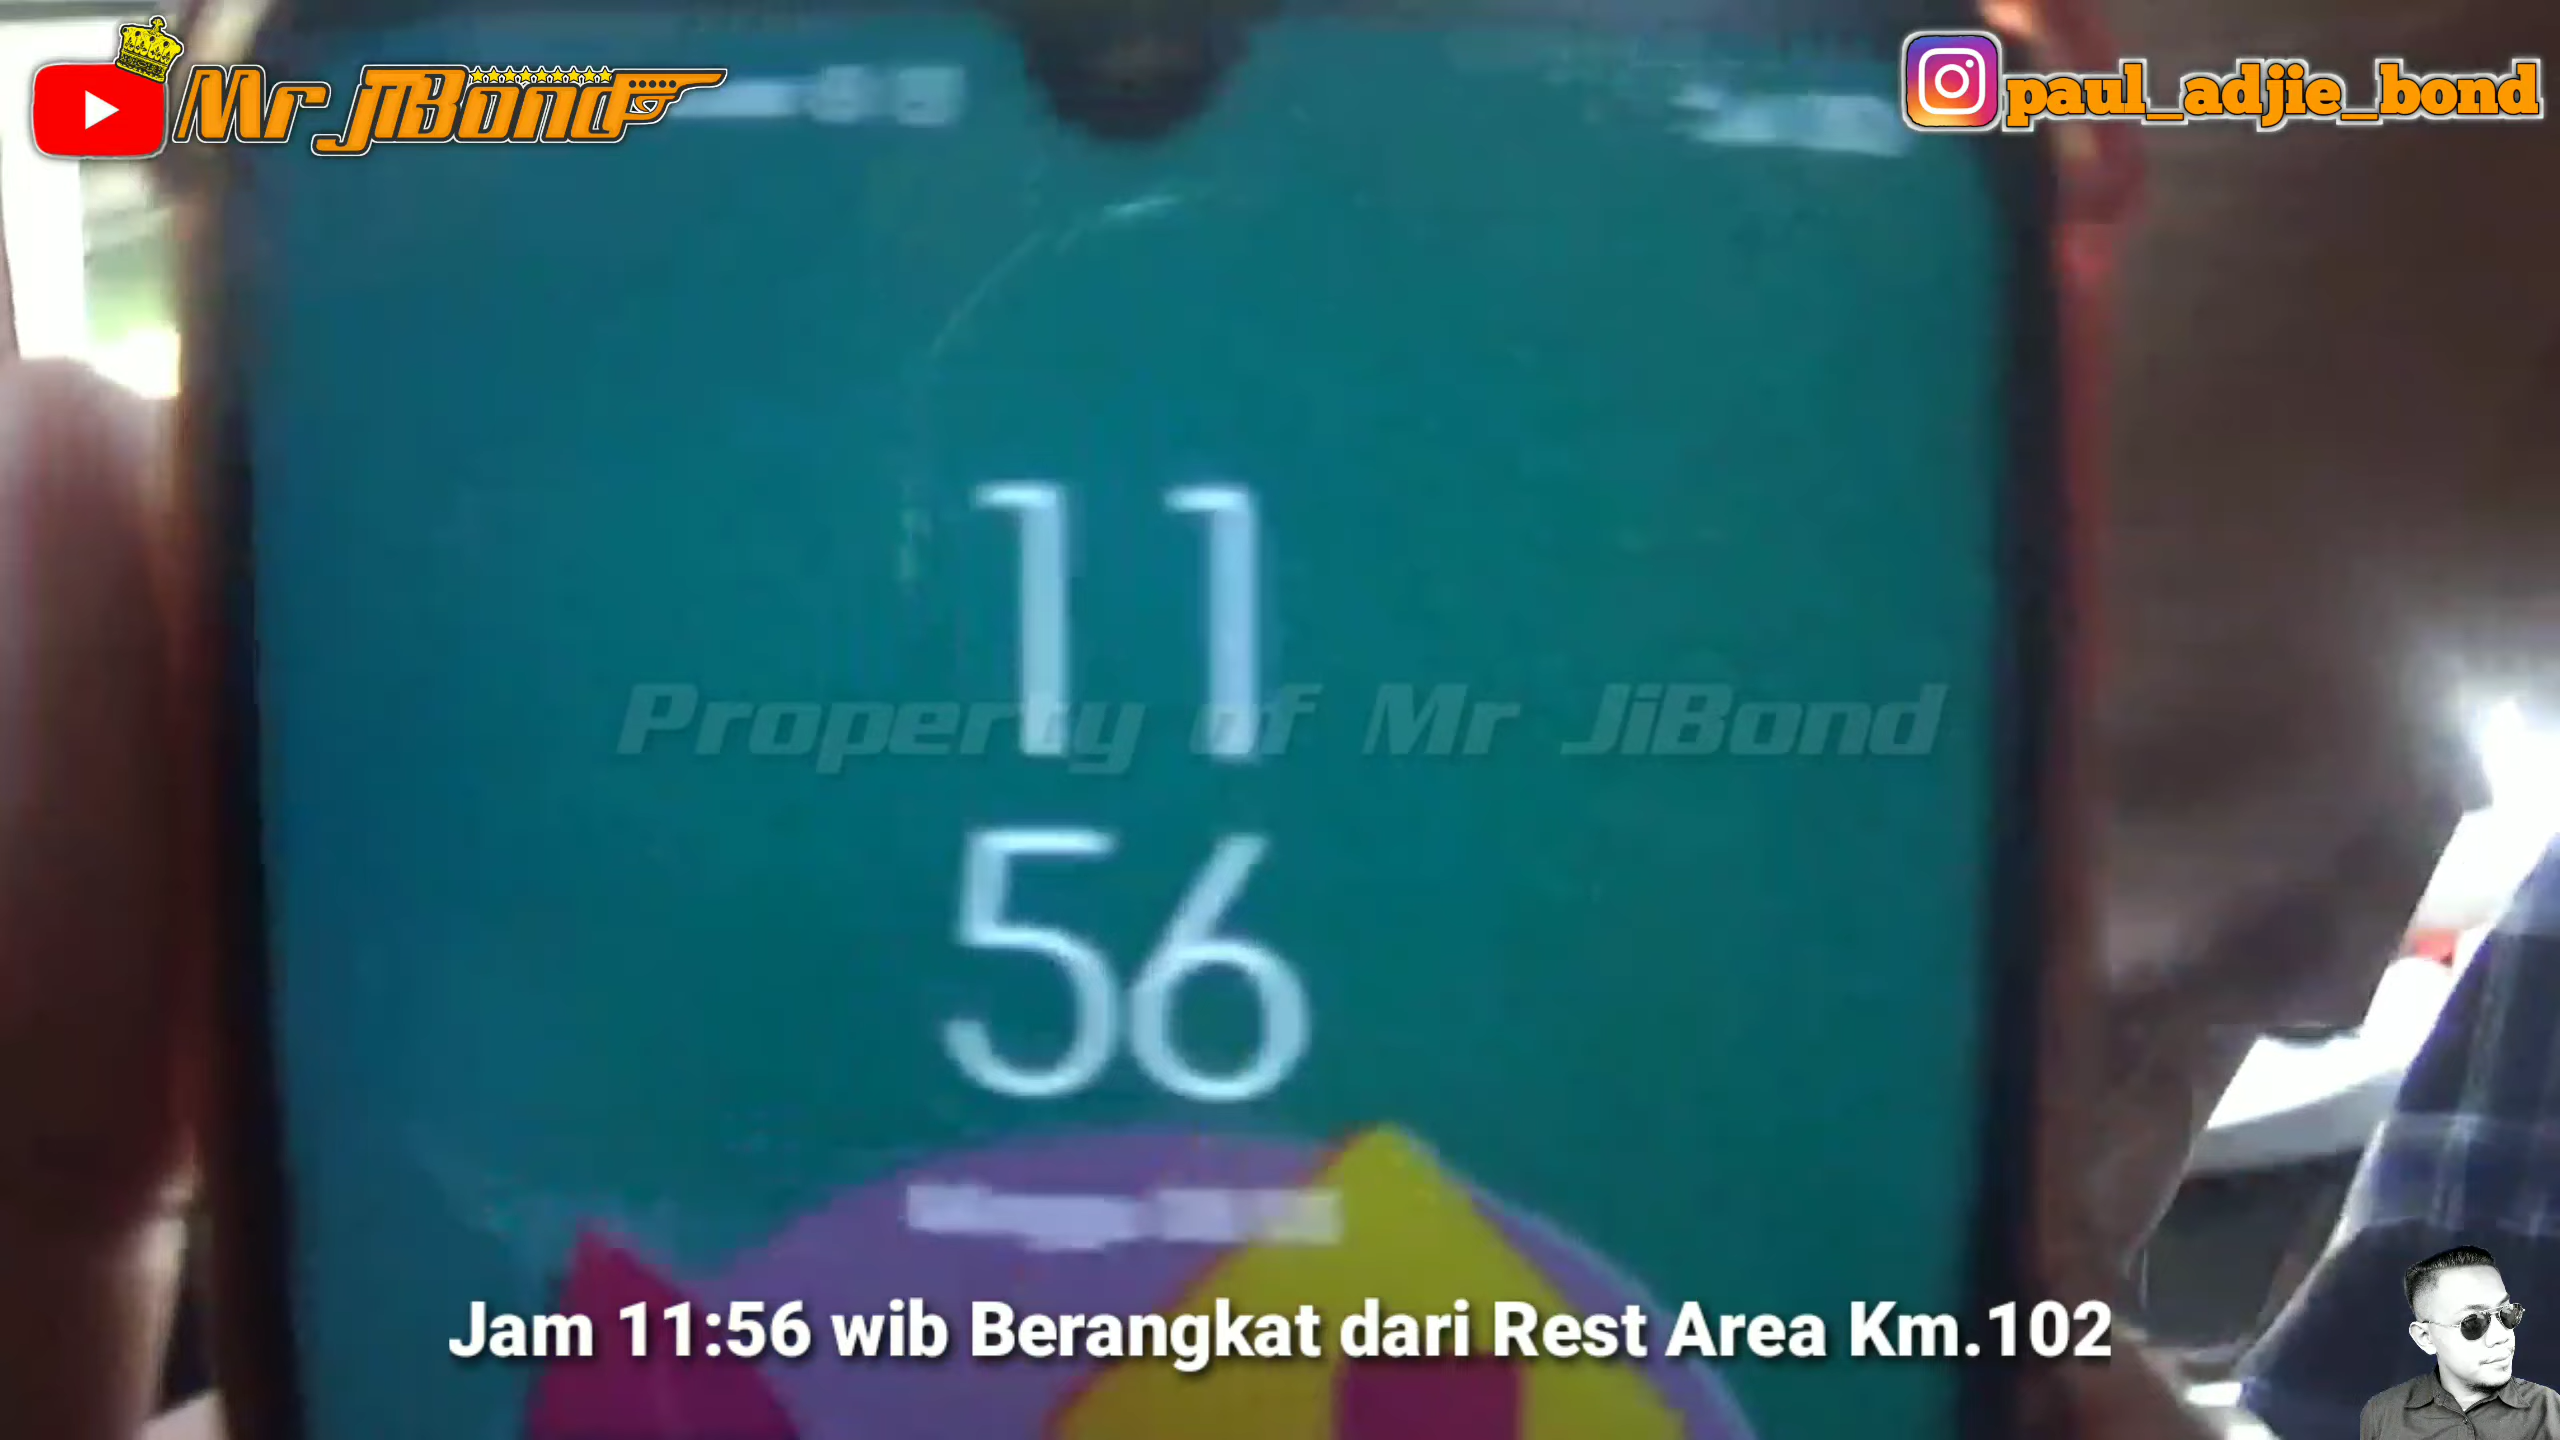 Mr JiBond
paul_adjie_bond
11
56
Property of Mr JiBond
Jam 11:56 wib Berangkat dari Rest Area Km.102